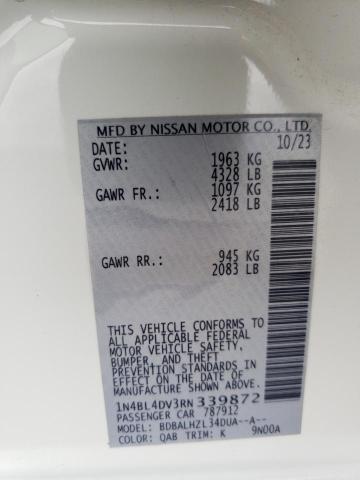 MFD BY NISSAN MOTOR CO., LTD.
DATE: 10/23
GVWR: 1963 KG
4328 LB
GAWR FR.: 1097 KG
2418 LB
GAWR RR.: 945 KG
2083 LB
THIS VEHICLE CONFORMS TO
ALL APPLICABLE FEDERAL
MOTOR VEHICLE SAFETY,
BUMPER, AND THEFT
PREVENTION STANDARDS IN
EFFECT ON THE DATE OF
MANUFACTURE SHOWN ABOVE.
1N4BL4DV3RN339872
PASSENGER CAR 787912
MODEL: BDBALHZL34DUA--A--
COLOR: QAB TRIM: K 9N00A